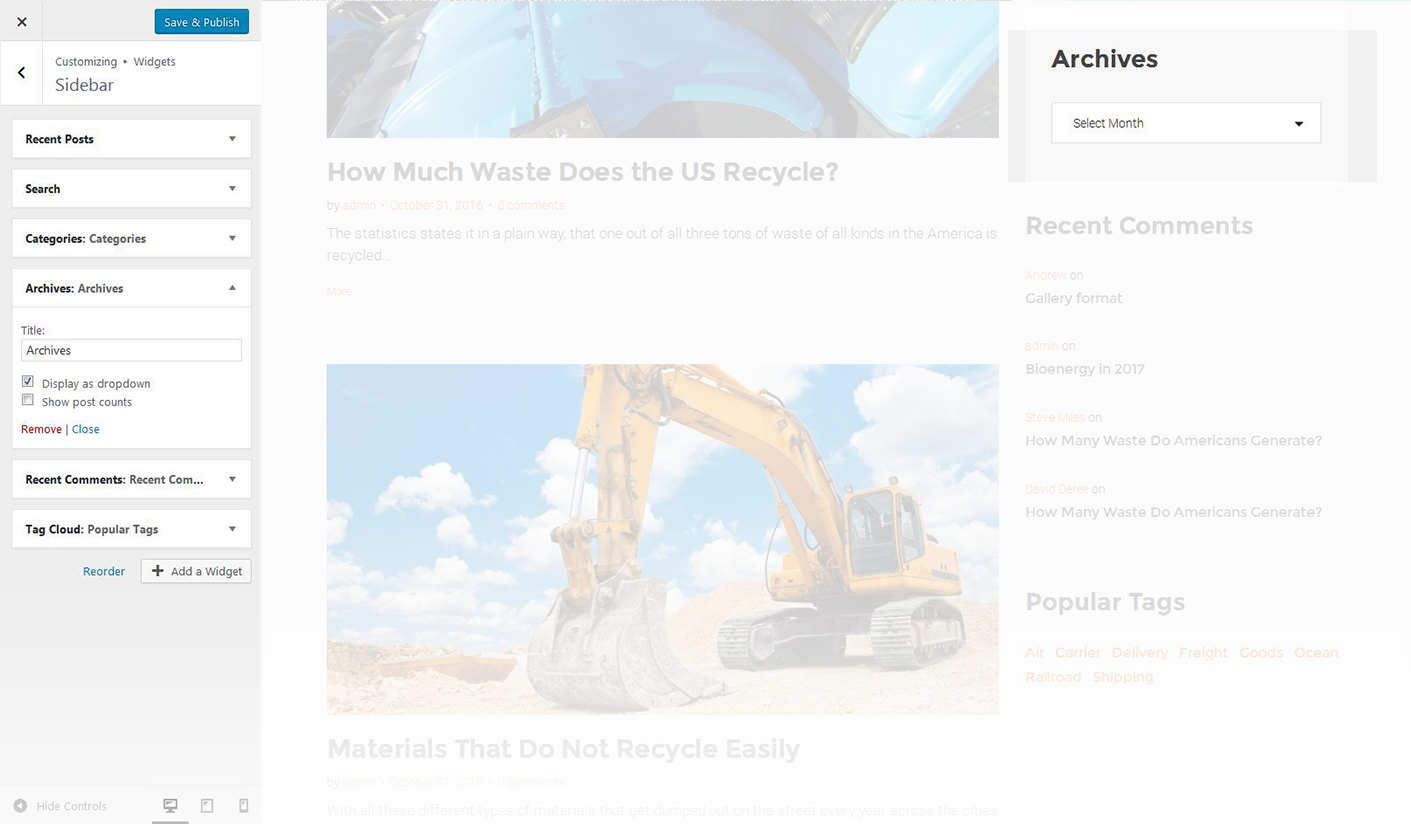 Save & Publish
Customizing ▸ Widgets
Sidebar
Recent Posts
Search
Categories: Categories
Archives: Archives
Title:
Archives
Display as dropdown
Show post counts
Remove | Close
Recent Comments: Recent Com...
Tag Cloud: Popular Tags
Reorder
Add a Widget
Hide Controls
How Much Waste Does the US Recycle?
by admin • October 31, 2016 • 0 comments
The statistics states it in a plain way, that one out of all three tons of waste of all kinds in the America is
recycled...
More
Materials That Do Not Recycle Easily
by admin • October 31, 2016 • 0 comments
With all these different types of materials that get dumped out on the street every year across the cities
Archives
Select Month
Recent Comments
Andrew on
Gallery format
admin on
Bioenergy in 2017
Steve Miles on
How Many Waste Do Americans Generate?
David Deree on
How Many Waste Do Americans Generate?
Popular Tags
Air Carrier Delivery Freight Goods Ocean
Railroad Shipping